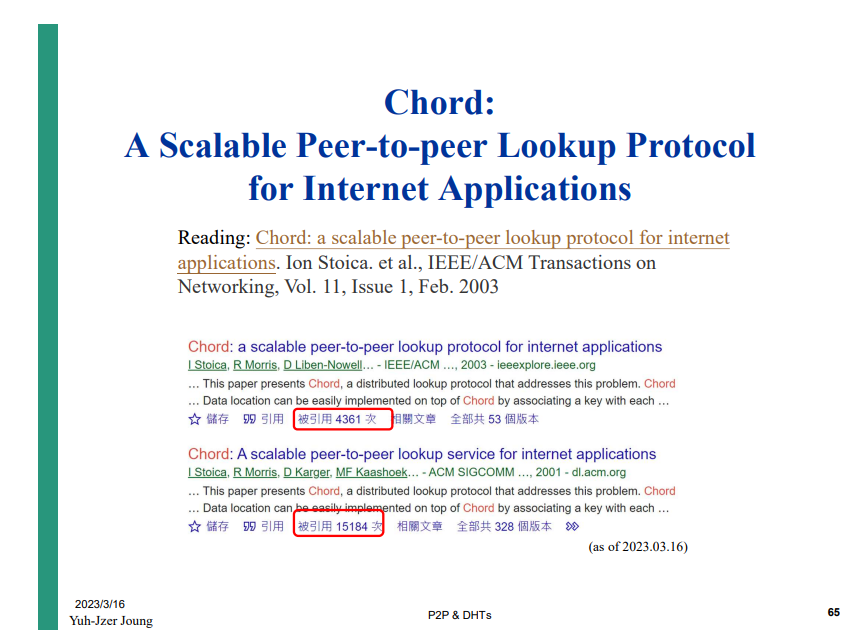 Chord:
A Scalable Peer-to-peer Lookup Protocol
for Internet Applications
Reading: Chord: a scalable peer-to-peer lookup protocol for internet
applications. Ion Stoica. et al., IEEE/ACM Transactions on
Networking, Vol. 11, Issue 1, Feb. 2003
Chord: a scalable peer-to-peer lookup protocol for internet applications
I Stoica, R Morris, D Liben-Nowell… - IEEE/ACM …, 2003 - ieeexplore.ieee.org
… This paper presents Chord, a distributed lookup protocol that addresses this problem. Chord
… Data location can be easily implemented on top of Chord by associating a key with each …
儲存 引用 被引用 4361 次 相關文章 全部共 53 個版本
Chord: A scalable peer-to-peer lookup service for internet applications
I Stoica, R Morris, D Karger, MF Kaashoek… - ACM SIGCOMM …, 2001 - dl.acm.org
… This paper presents Chord, a distributed lookup protocol that addresses this problem. Chord
… Data location can be easily implemented on top of Chord by associating a key with each …
儲存 引用 被引用 15184 次 相關文章 全部共 328 個版本
(as of 2023.03.16)
2023/3/16
Yuh-Jzer Joung
P2P & DHTs
65